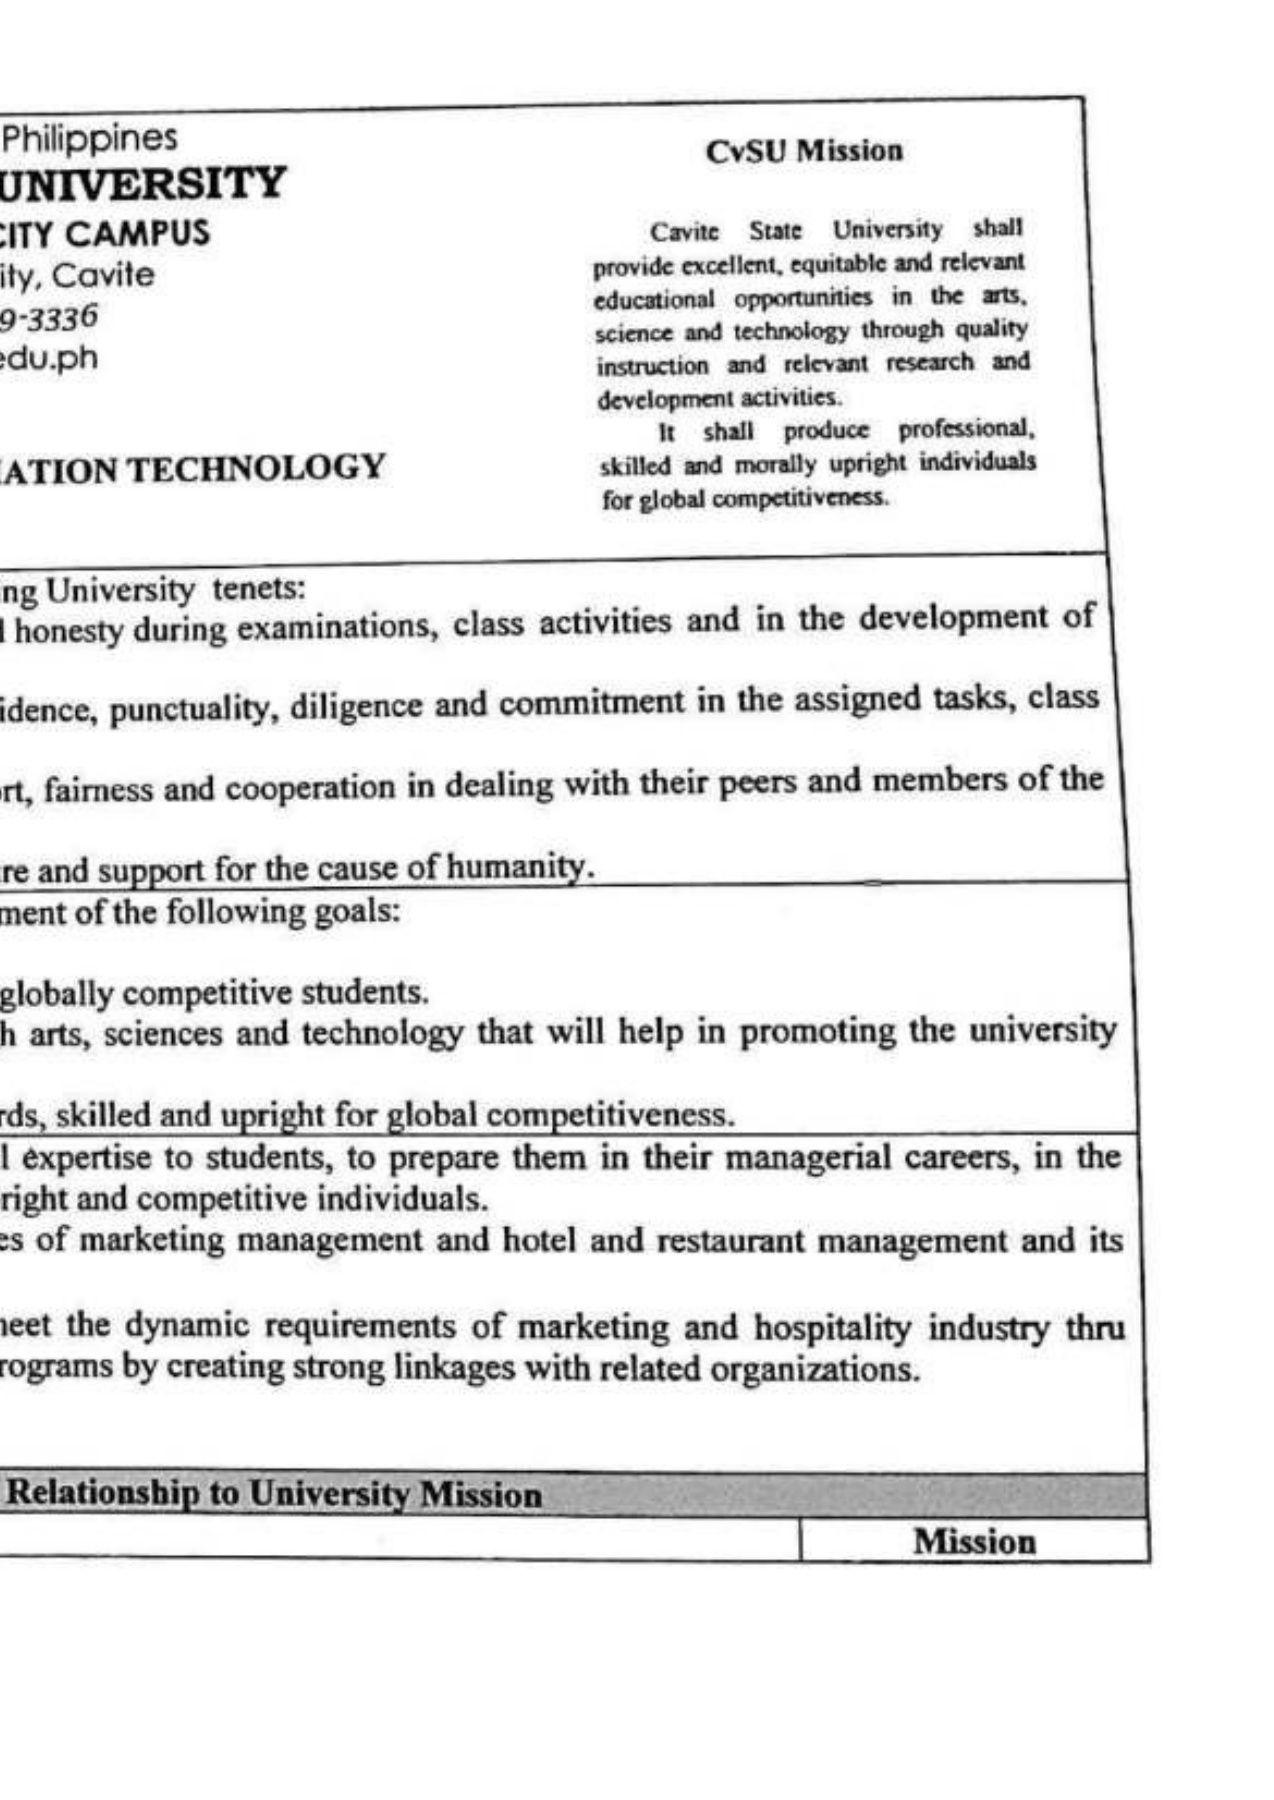 Philippines
UNIVERSITY
CITY CAMPUS
ity, Cavite
9-3336
edu.ph
IATION TECHNOLOGY
CvSU Mission
Cavite State University shall
provide excellent, equitable and relevant
educational opportunities in the arts,
science and technology through quality
instruction and relevant research and
development activities.
It shall produce professional,
skilled and morally upright individuals
for global competitiveness.
ng University tenets:
l honesty during examinations, class activities and in the development of
idence, punctuality, diligence and commitment in the assigned tasks, class
rt, fairness and cooperation in dealing with their peers and members of the
re and support for the cause of humanity.
ment of the following goals:
globally competitive students.
h arts, sciences and technology that will help in promoting the university
rds, skilled and upright for global competitiveness.
l expertise to students, to prepare them in their managerial careers, in the
right and competitive individuals.
es of marketing management and hotel and restaurant management and its
neet the dynamic requirements of marketing and hospitality industry thru
rograms by creating strong linkages with related organizations.
Relationship to University Mission
Mission